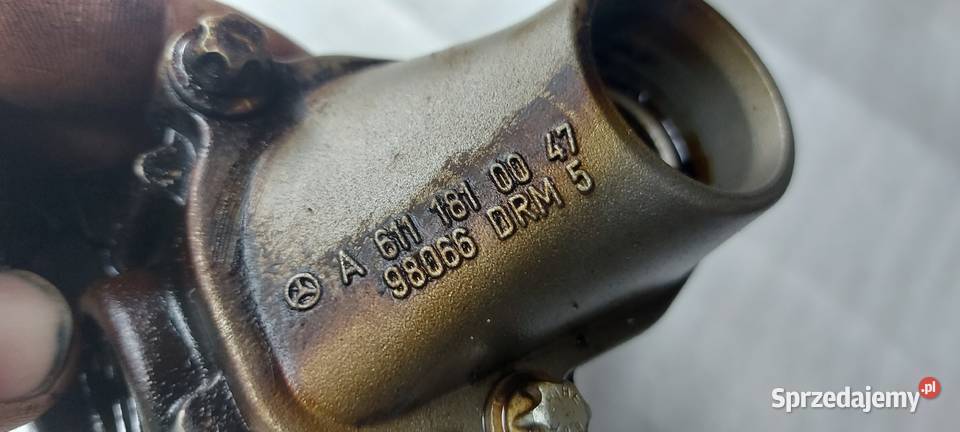 A 611 181 00 47
98066 DRM 5
Sprzedajemy.pl